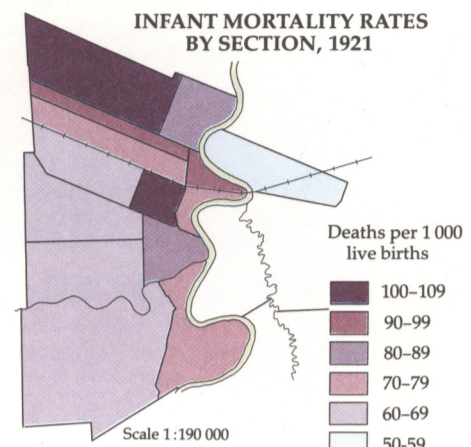 INFANT MORTALITY RATES
BY SECTION, 1921
Deaths per 1 000
live births
100–109
90–99
80–89
70–79
60–69
50-59
Scale 1:190 000